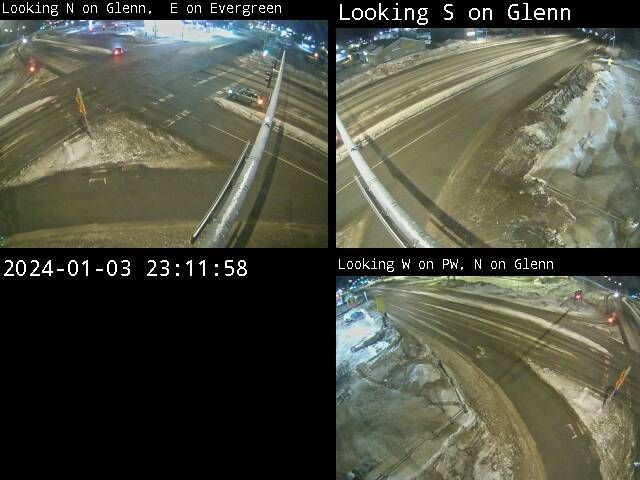 Looking N on Glenn,  E on Evergreen
Looking S on Glenn
2024-01-03 23:11:58
Looking W on PW, N on Glenn